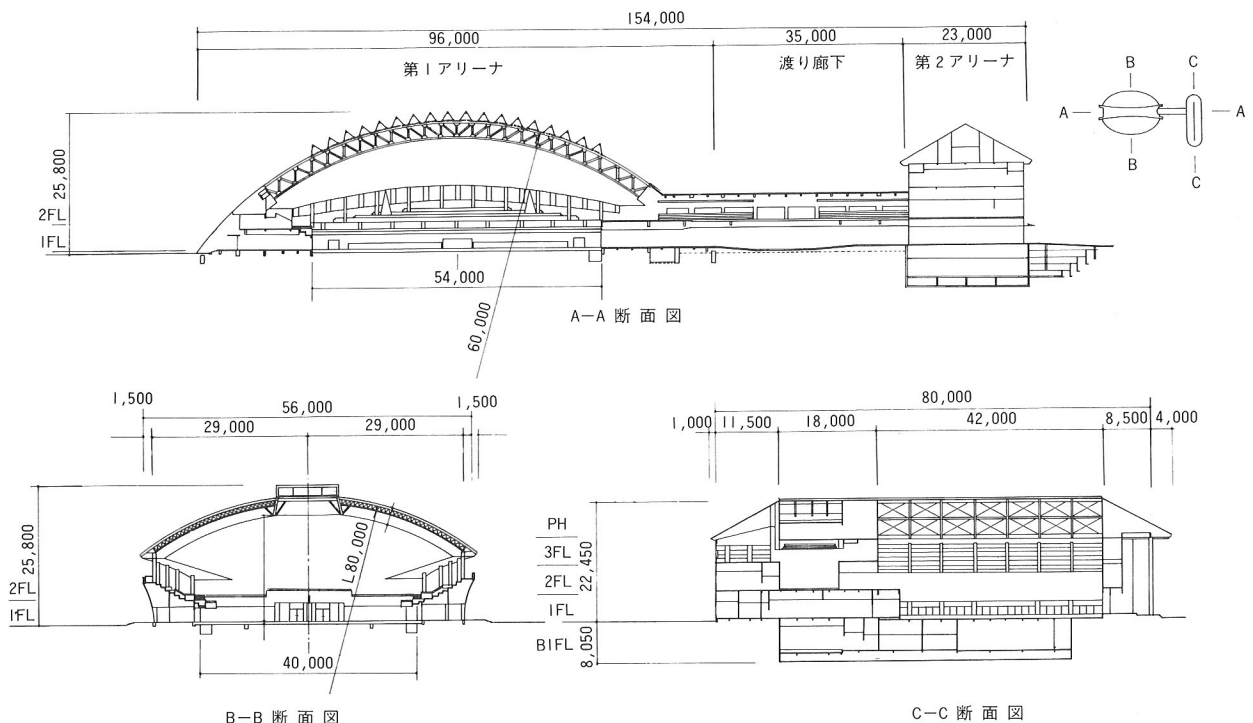 154,000
96,000 35,000 23,000
第1アリーナ 渡り廊下 第2アリーナ
B C
A A
B
C
25,800
2FL
1FL
54,000
60,000
A-A 断面図
1,500 56,000 1,500
29,000 29,000
25,800
2FL
1FL
L80,000
40,000
B-B 断面図
80,000
1,000 11,500 18,000 42,000 8,500 4,000
PH
3FL
2FL
1FL
B1FL
22,450
8,050
C-C 断面図